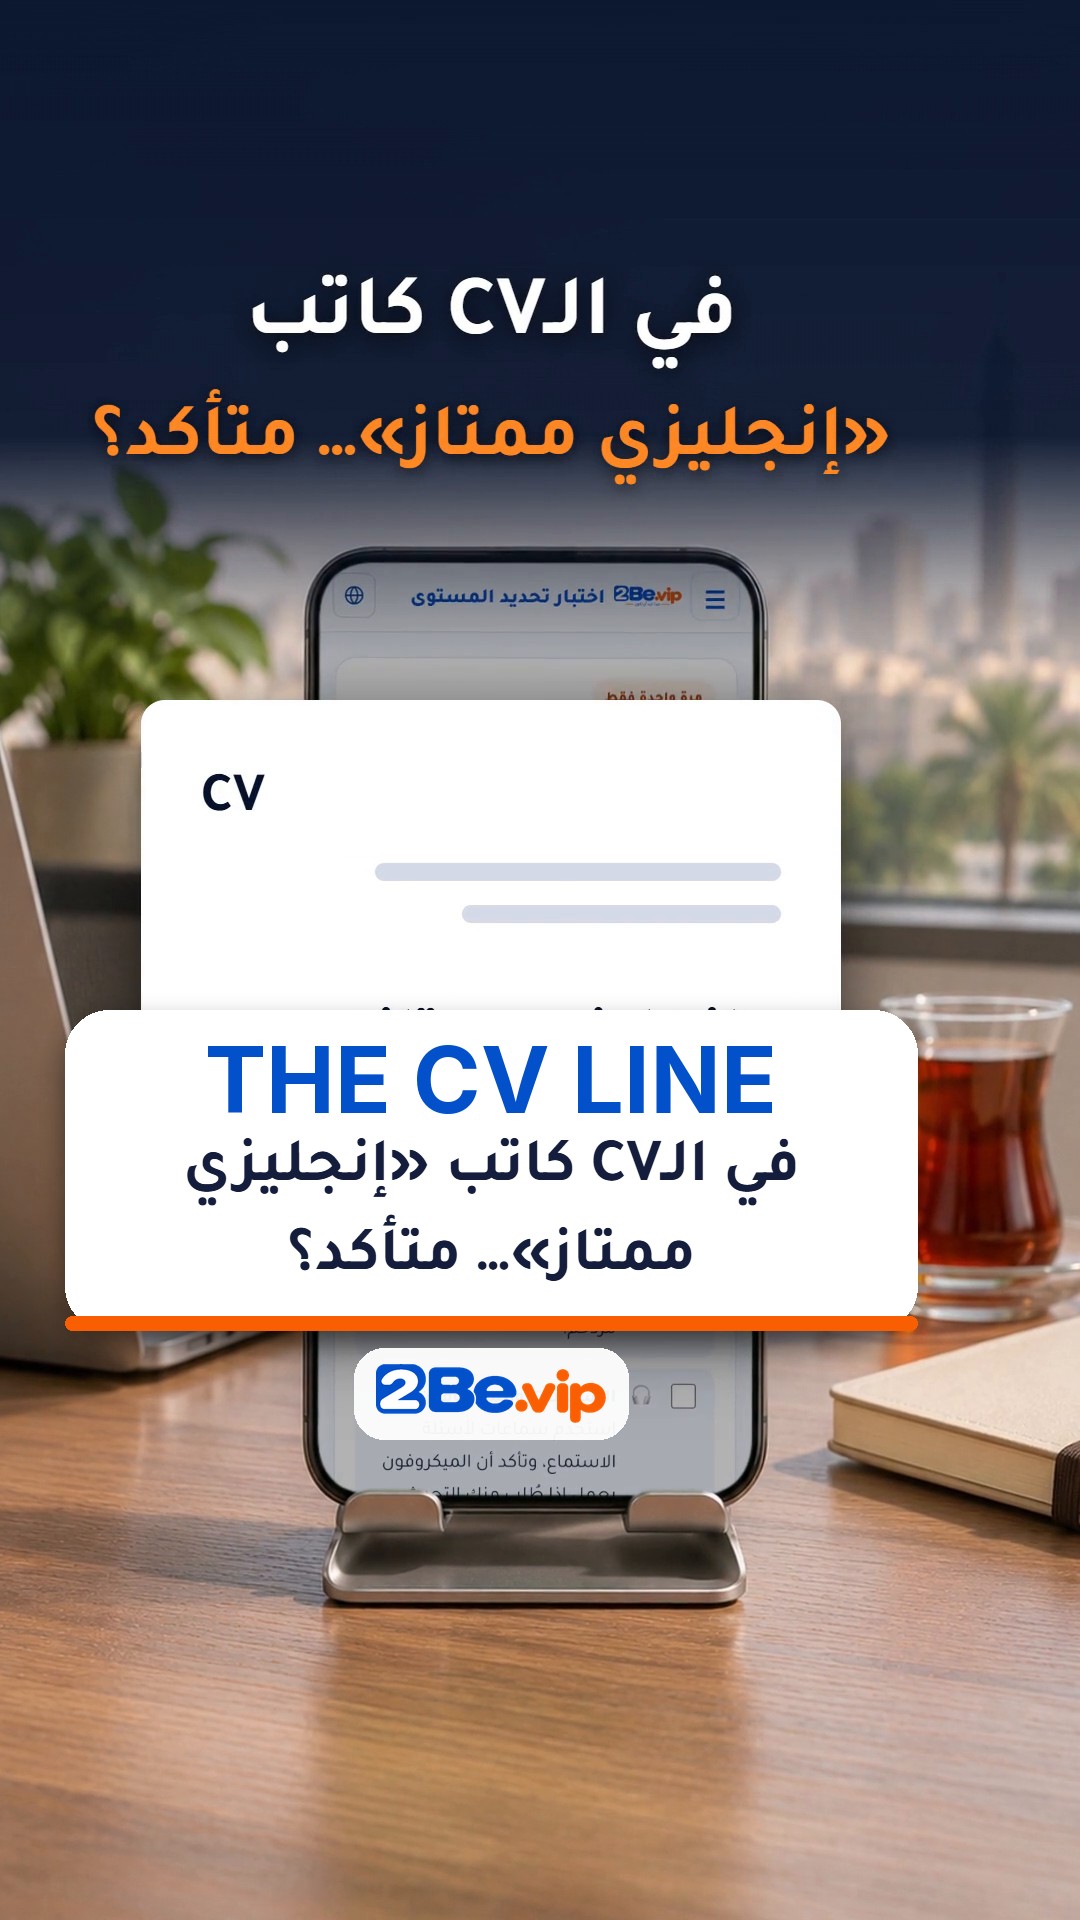 في الـCV كاتب
«إنجليزي ممتاز»... متأكد؟
2Be.vip اختبار تحديد المستوى
مرة واحدة فقط
CV
THE CV LINE
في الـCV كاتب «إنجليزي
ممتاز»... متأكد؟
2Be.vip
الاستماع، وتأكد أن الميكروفون